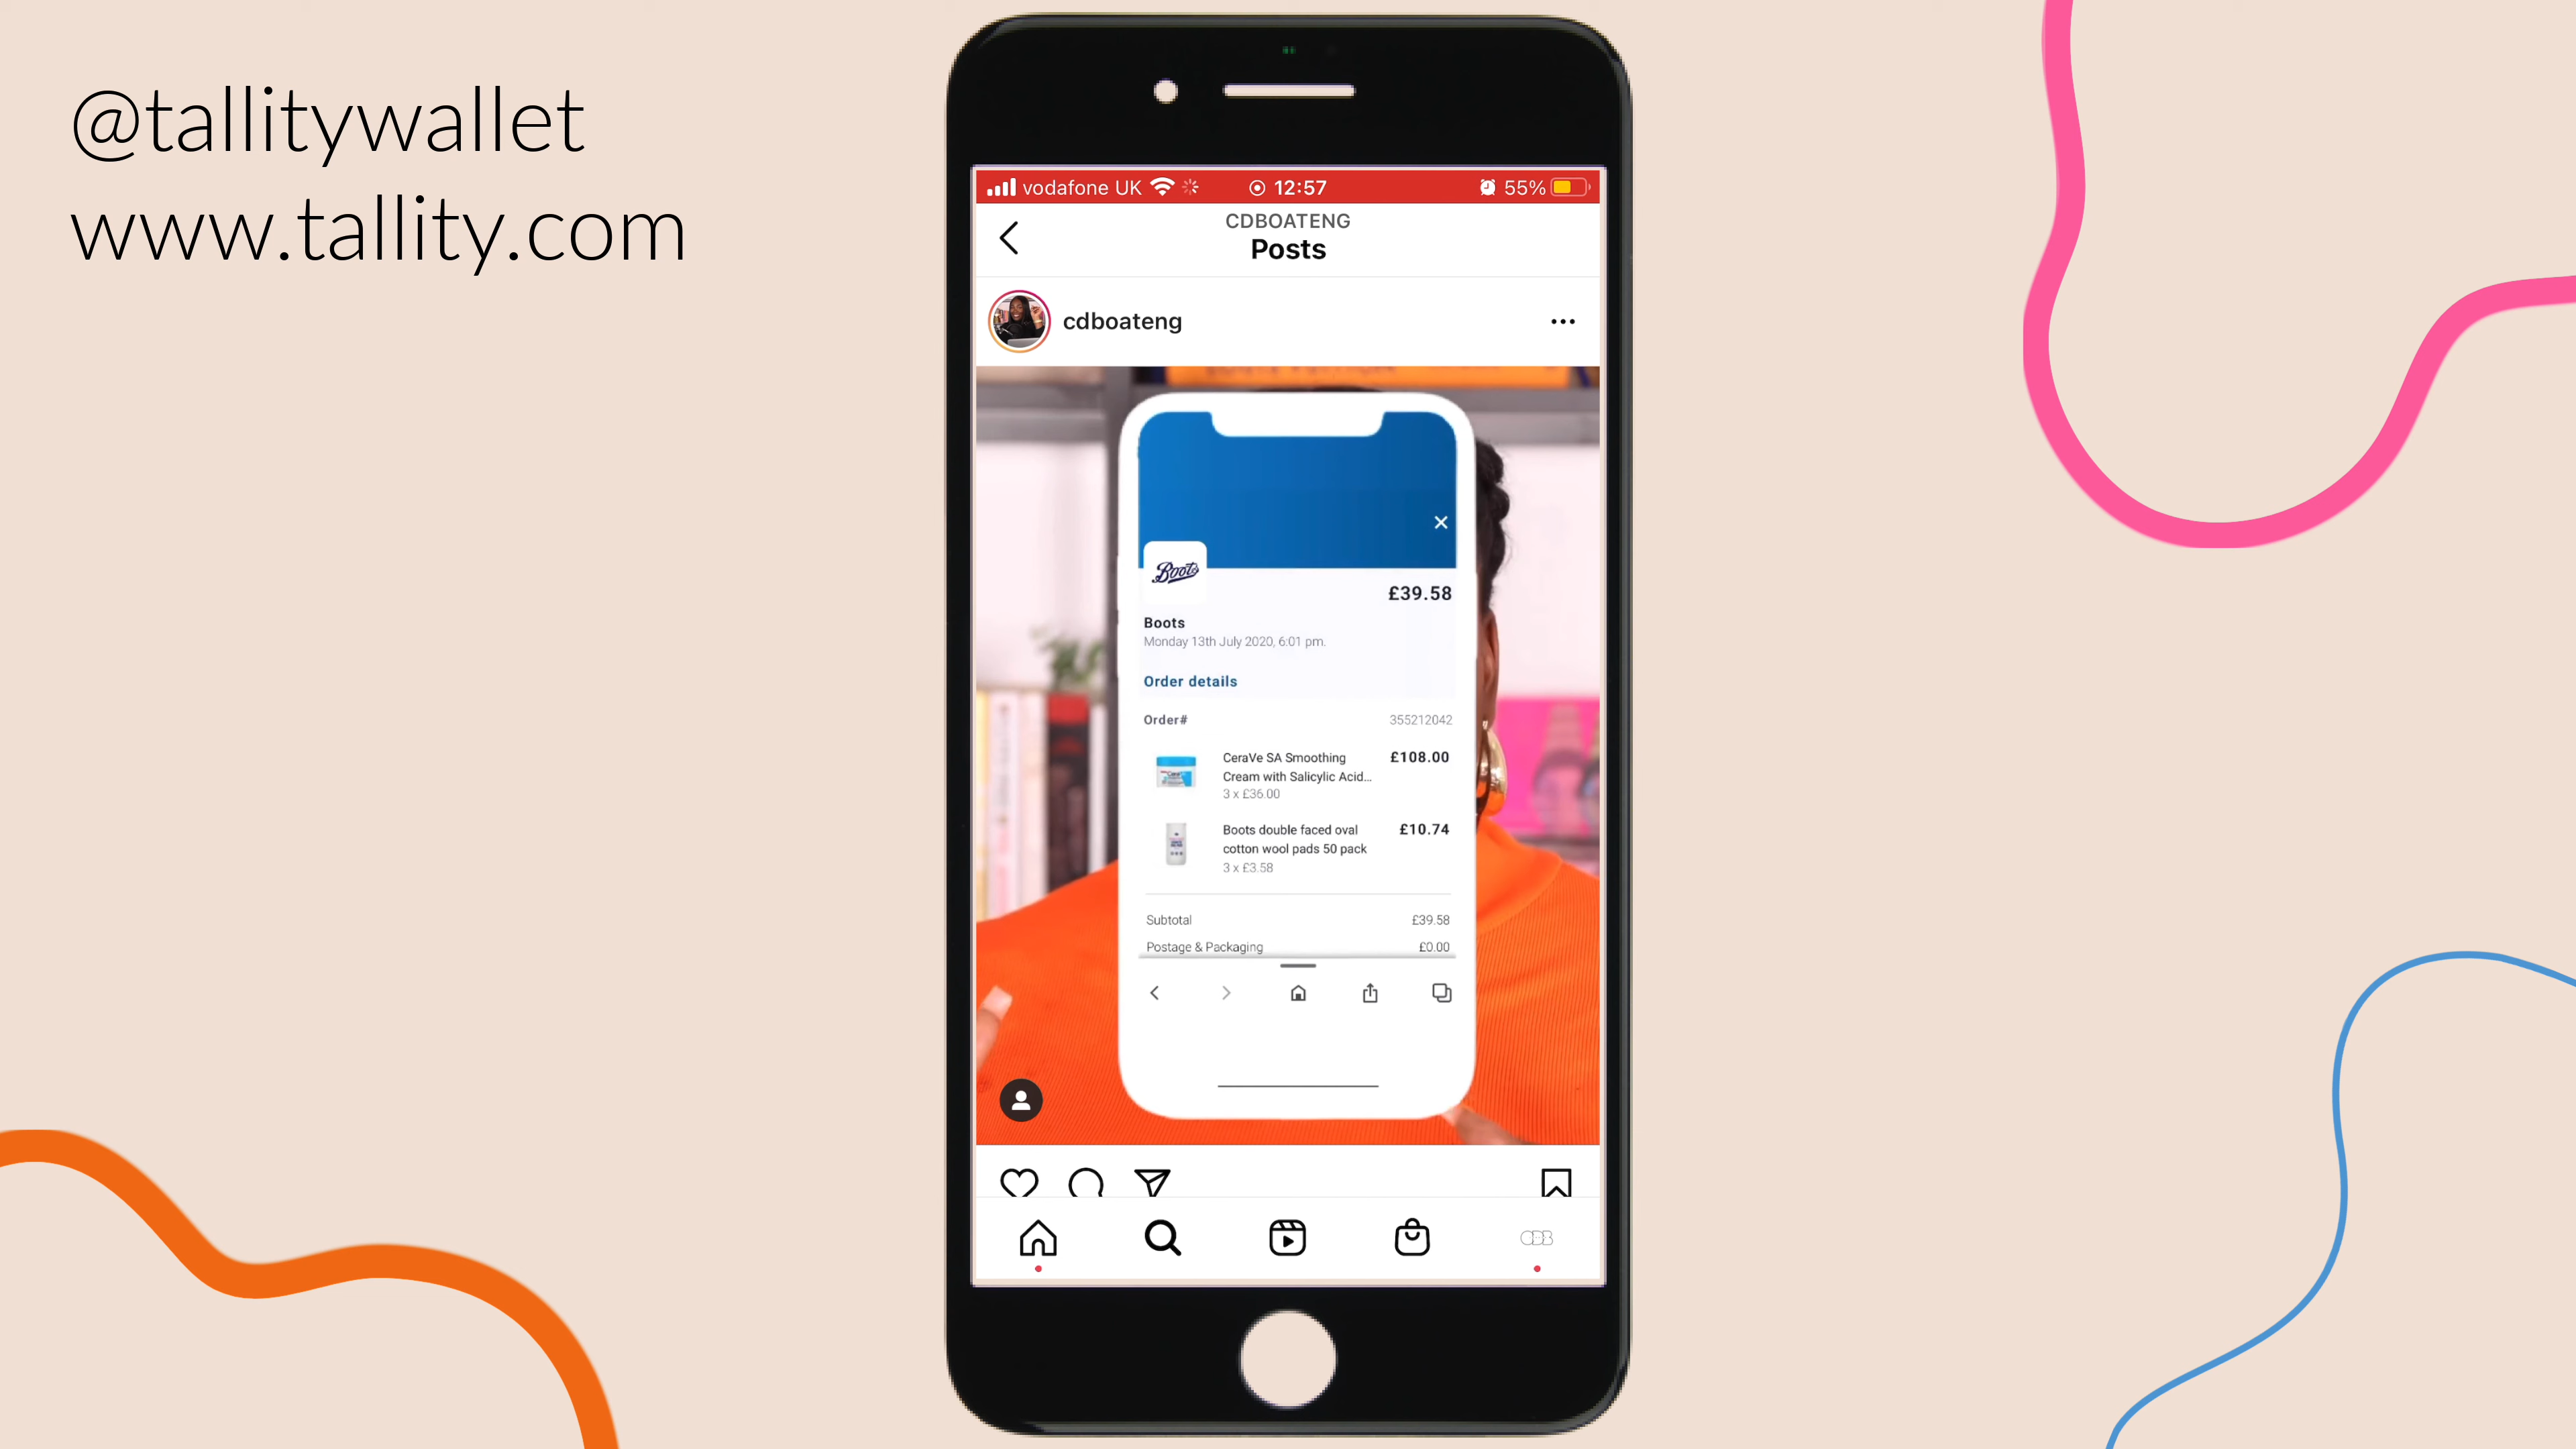 @tallitywallet
www.tallity.com
vodafone UK
12:57
55%
CDBOATENG
Posts
cdboateng
Boots
£39.58
Boots
Monday 13th July 2020, 6:01 pm.
Order details
Order# 355212042
CeraVe SA Smoothing £108.00
Cream with Salicylic Acid...
3 x £36.00
Boots double faced oval £10.74
cotton wool pads 50 pack
3 x £3.58
Subtotal £39.58
Postage & Packaging £0.00
CDB